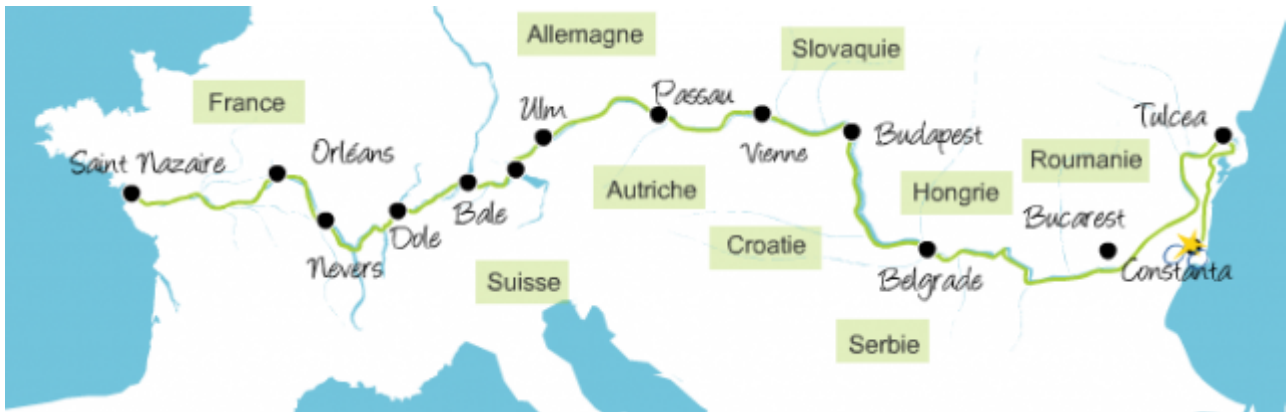 Allemagne
Slovaquie
France
Passau
Ulm
Tulcea
Orléans
Vienne
Budapest
Saint Nazaire
Roumanie
Autriche
Hongrie
Bale
Bucarest
Dole
Croatie
Nevers
Suisse
Belgrade
Constanta
Serbie